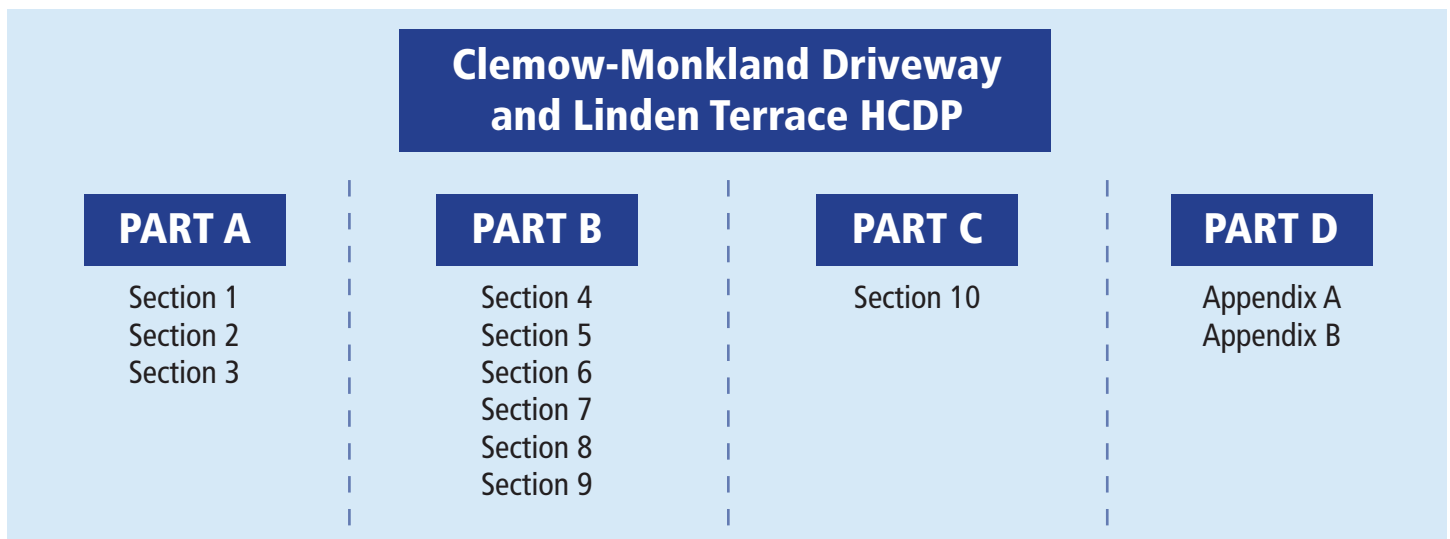 Clemow-Monkland Driveway
and Linden Terrace HCDP
PART A
Section 1
Section 2
Section 3
PART B
Section 4
Section 5
Section 6
Section 7
Section 8
Section 9
PART C
Section 10
PART D
Appendix A
Appendix B